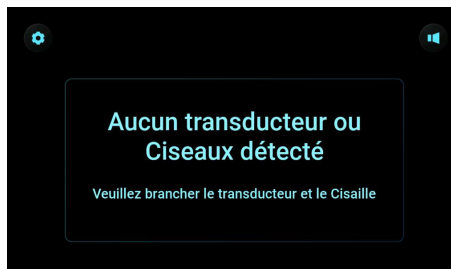 Aucun transducteur ou
Ciseaux détecté
Veuillez brancher le transducteur et le Cisaille